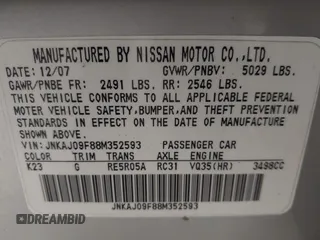 MANUFACTURED BY NISSAN MOTOR CO.,LTD.
DATE: 12/07 GVWR/PNBV: 5029 LBS.
GAWR/PNBE FR: 2491 LBS. RR: 2546 LBS.
THIS VEHICLE CONFORMS TO ALL APPLICABLE FEDERAL
MOTOR VEHICLE SAFETY, BUMPER, AND THEFT PREVENTION
STANDARDS IN EFFECT ON THE DATE OF MANUFACTURE
SHOWN ABOVE.
VIN: JNKAJ09F88M352593 PASSENGER CAR
COLOR TRIM TRANS AXLE ENGINE
K23 G RE5R05A RC31 VQ35(HR) 3498CC
JNKAJ09F88M352593
DREAMBID